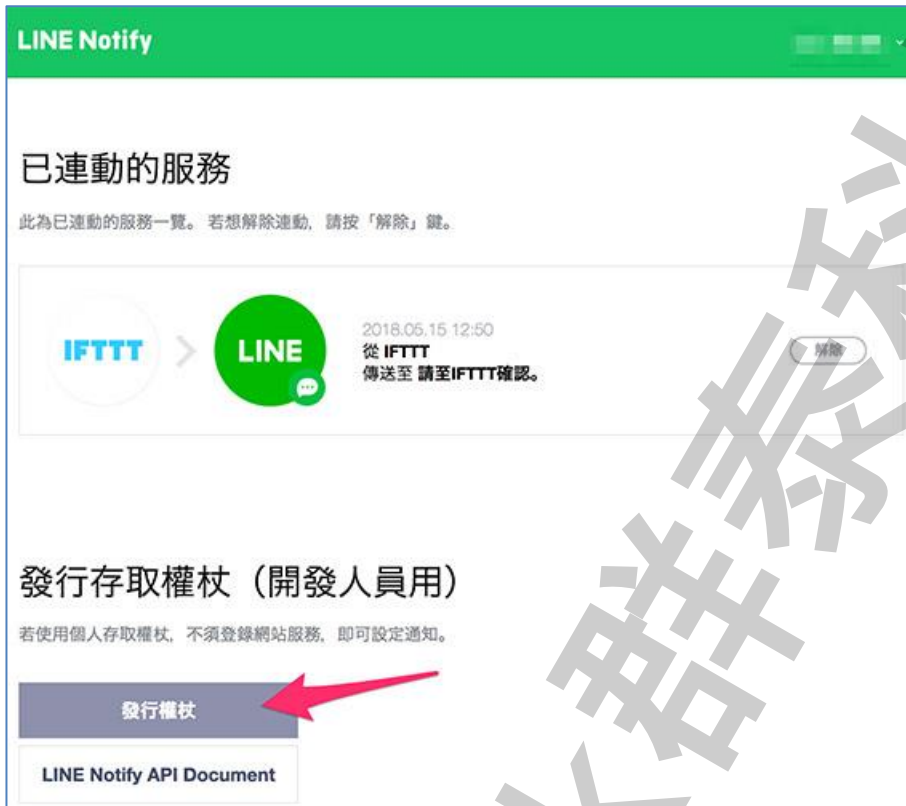 LINE Notify
已連動的服務
此為已連動的服務一覽。 若想解除連動, 請按「解除」鍵。
IFTTT
LINE
2018.05.15 12:50
從 IFTTT
傳送至 請至IFTTT確認。
解除
發行存取權杖（開發人員用）
若使用個人存取權杖, 不須登錄網站服務, 即可設定通知。
發行權杖
LINE Notify API Document
群泰科